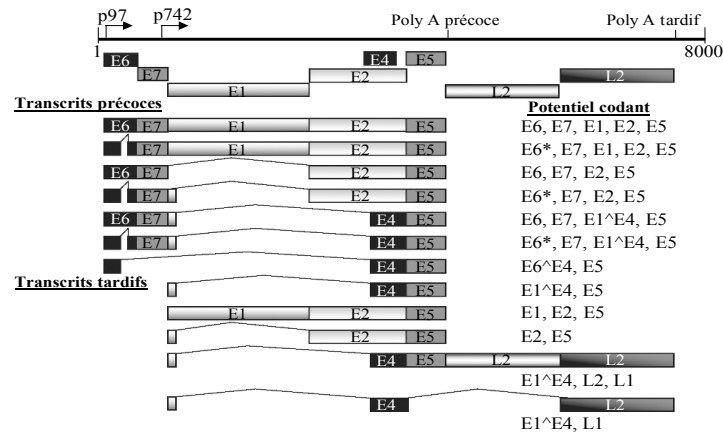 p97 p742 Poly A précoce Poly A tardif
1 8000
E6 E4 E5
E7 E2 L2
E1 L2
Transcrits précoces Potentiel codant
E6 E7 E1 E2 E5 E6, E7, E1, E2, E5
E7 E1 E2 E5 E6*, E7, E1, E2, E5
E6 E7 E2 E5 E6, E7, E2, E5
E7 E2 E5 E6*, E7, E2, E5
E6 E7 E4 E5 E6, E7, E1^E4, E5
E7 E4 E5 E6*, E7, E1^E4, E5
E4 E5 E6^E4, E5
Transcrits tardifs
E4 E5 E1^E4, E5
E1 E2 E5 E1, E2, E5
E2 E5 E2, E5
E4 E5 L2 L2
E1^E4, L2, L1
E4 L2
E1^E4, L1